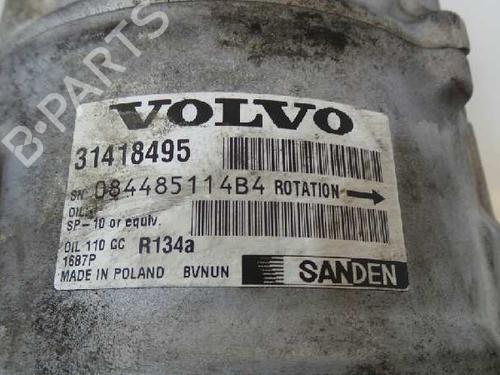 B-PARTS
VOLVO
31418495
SN 084485114B4 ROTATION
OIL
SP-10 or equiv.
OIL 110 CC R134a
1687P
MADE IN POLAND BVNUN
SANDEN